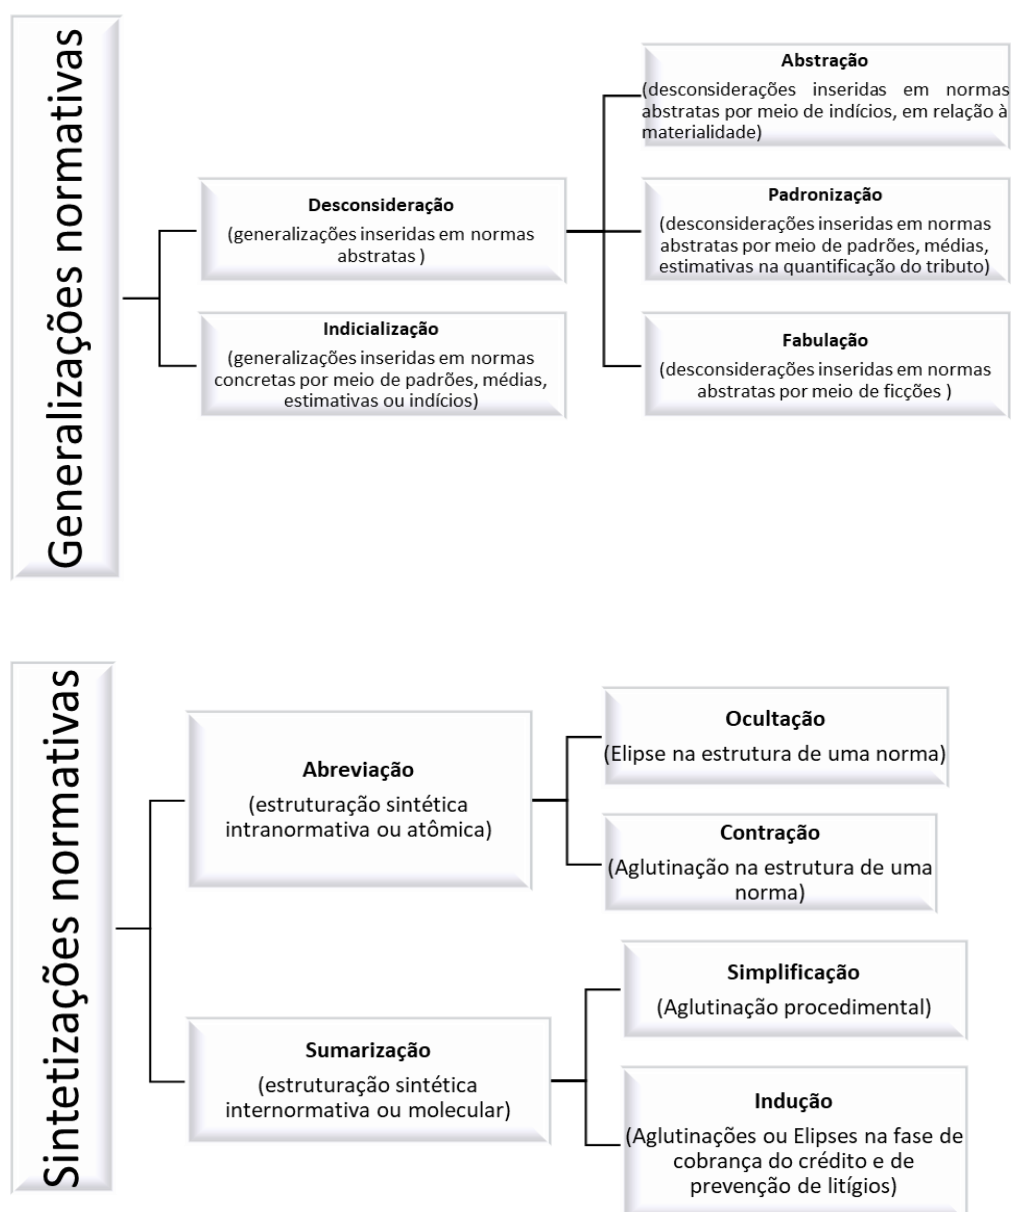 Generalizações normativas
Desconsideração
(generalizações inseridas em normas
abstratas )
Indicialização
(generalizações inseridas em normas
concretas por meio de padrões, médias,
estimativas ou indícios)
Abstração
(desconsiderações inseridas em normas
abstratas por meio de indícios, em relação à
materialidade)
Padronização
(desconsiderações inseridas em normas
abstratas por meio de padrões, médias,
estimativas na quantificação do tributo)
Fabulação
(desconsiderações inseridas em normas
abstratas por meio de ficções )
Sintetizações normativas
Abreviação
(estruturação sintética
intranormativa ou atômica)
Ocultação
(Elipse na estrutura de uma norma)
Contração
(Aglutinação na estrutura de uma
norma)
Sumarização
(estruturação sintética
internormativa ou molecular)
Simplificação
(Aglutinação procedimental)
Indução
(Aglutinações ou Elipses na fase de
cobrança do crédito e de
prevenção de litígios)